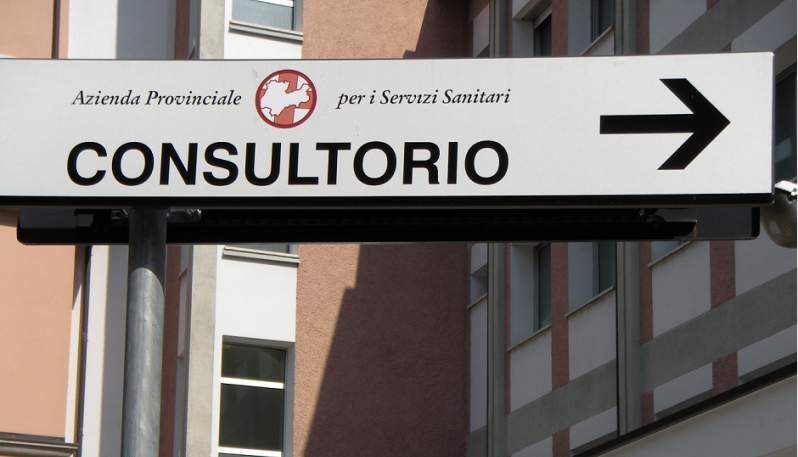 Azienda Provinciale per i Servizi Sanitari
CONSULTORIO